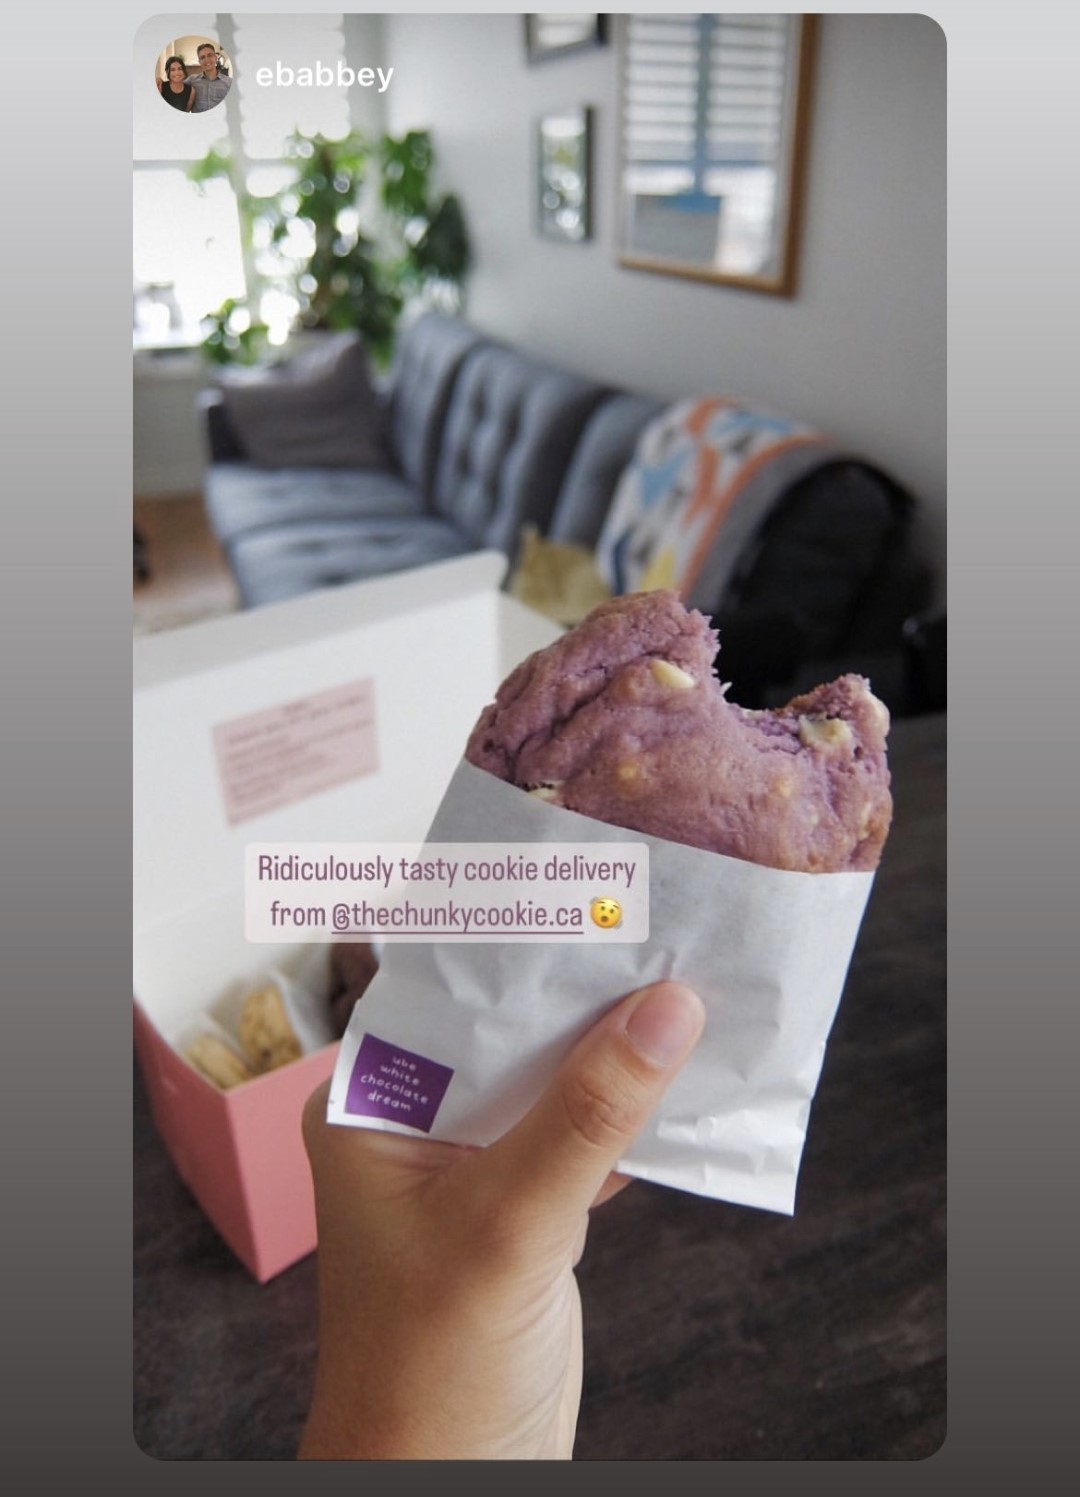 ebabbey
Ridiculously tasty cookie delivery
from @thechunkycookie.ca 😯
ube
white
chocolate
dream